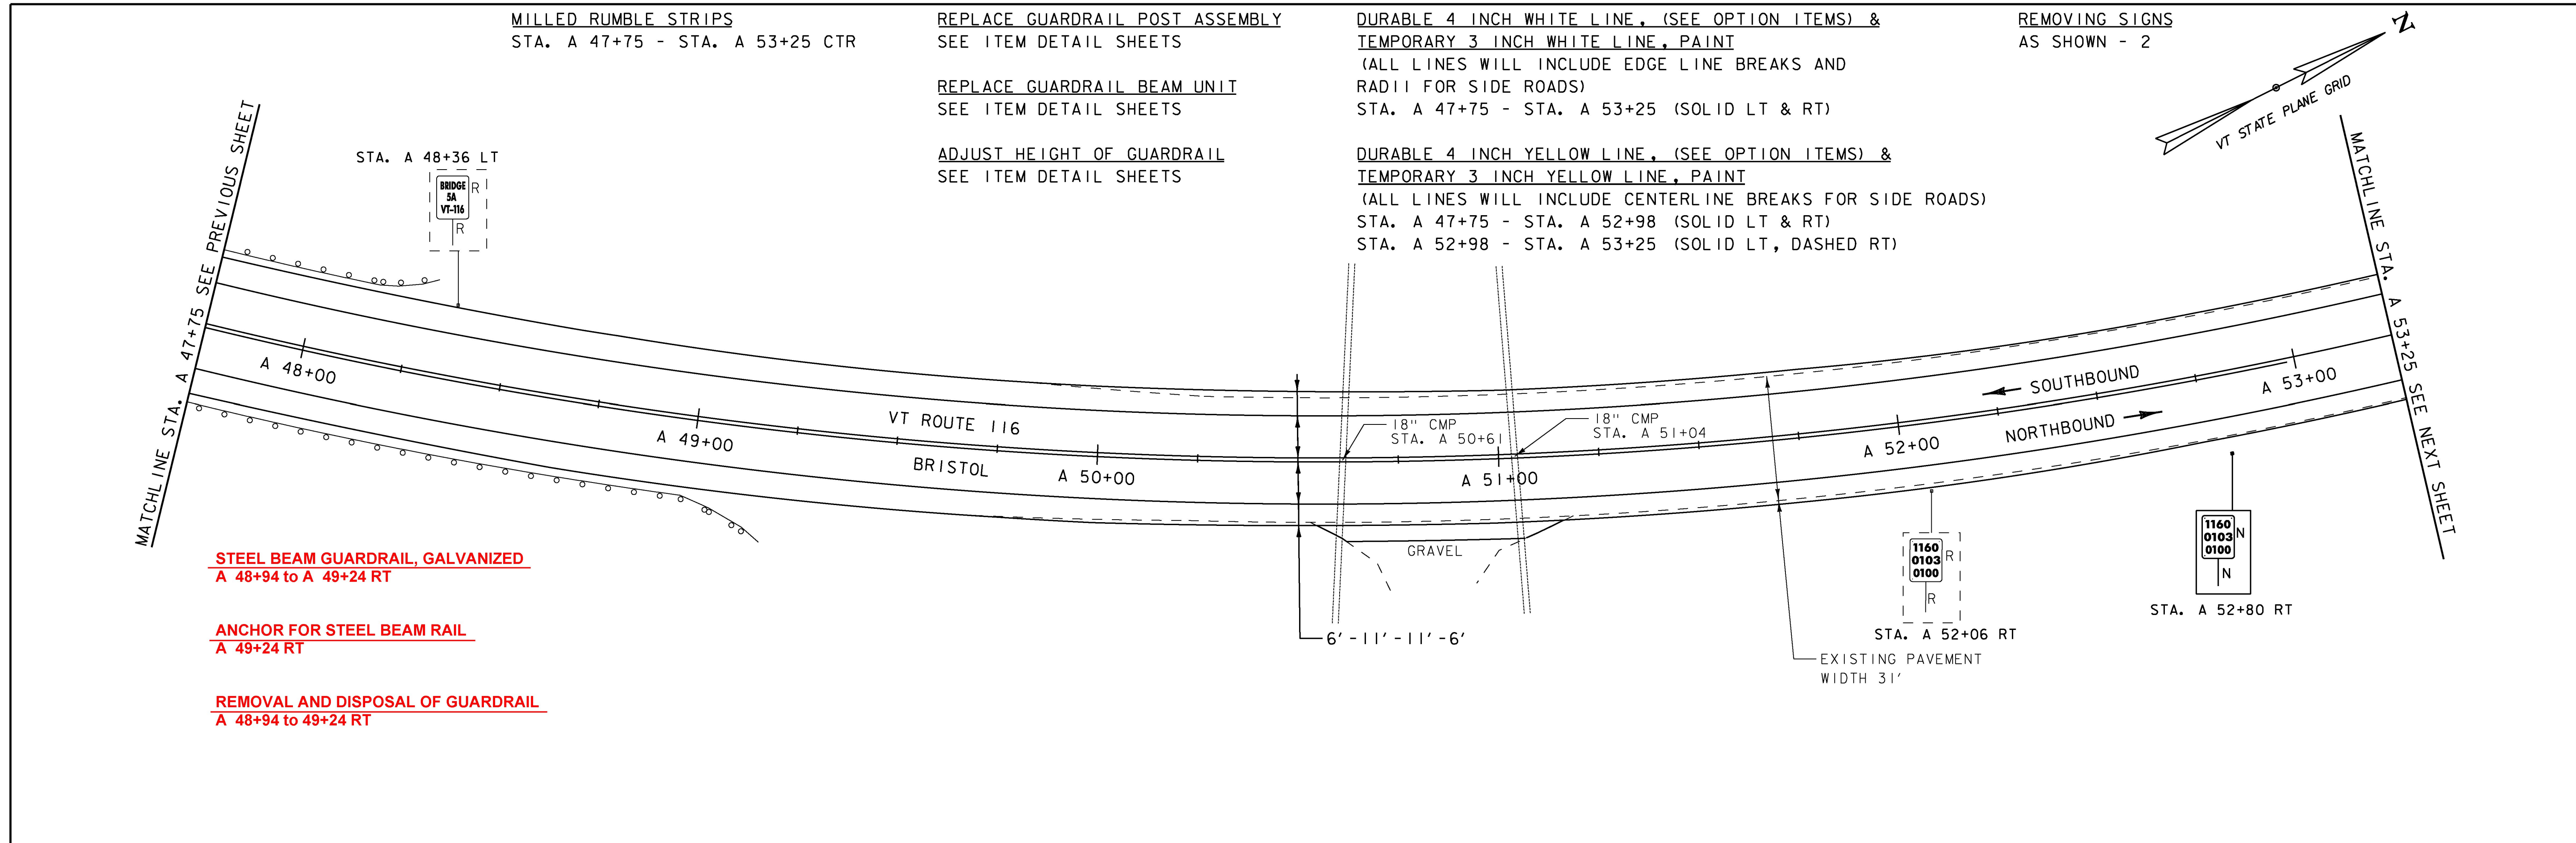 MILLED RUMBLE STRIPS
STA. A 47+75 - STA. A 53+25 CTR
REPLACE GUARDRAIL POST ASSEMBLY
SEE ITEM DETAIL SHEETS
REPLACE GUARDRAIL BEAM UNIT
SEE ITEM DETAIL SHEETS
ADJUST HEIGHT OF GUARDRAIL
SEE ITEM DETAIL SHEETS
DURABLE 4 INCH WHITE LINE, (SEE OPTION ITEMS) &
TEMPORARY 3 INCH WHITE LINE, PAINT
(ALL LINES WILL INCLUDE EDGE LINE BREAKS AND
RADII FOR SIDE ROADS)
STA. A 47+75 - STA. A 53+25 (SOLID LT & RT)
DURABLE 4 INCH YELLOW LINE, (SEE OPTION ITEMS) &
TEMPORARY 3 INCH YELLOW LINE, PAINT
(ALL LINES WILL INCLUDE CENTERLINE BREAKS FOR SIDE ROADS)
STA. A 47+75 - STA. A 52+98 (SOLID LT & RT)
STA. A 52+98 - STA. A 53+25 (SOLID LT, DASHED RT)
REMOVING SIGNS
AS SHOWN - 2
N
VT STATE PLANE GRID
MATCHLINE STA. A 47+75 SEE PREVIOUS SHEET
STA. A 48+36 LT
BRIDGE
5A
VT-116
R
R
A 48+00
A 49+00
VT ROUTE 116
BRISTOL
A 50+00
18" CMP
STA. A 50+61
18" CMP
STA. A 51+04
A 51+00
A 52+00
SOUTHBOUND
NORTHBOUND
A 53+00
MATCHLINE STA. A 53+25 SEE NEXT SHEET
GRAVEL
6'-11'-11'-6'
1160
0103
0100
R
R
STA. A 52+06 RT
1160
0103
0100
N
N
STA. A 52+80 RT
EXISTING PAVEMENT
WIDTH 31'
STEEL BEAM GUARDRAIL, GALVANIZED
A 48+94 to A 49+24 RT
ANCHOR FOR STEEL BEAM RAIL
A 49+24 RT
REMOVAL AND DISPOSAL OF GUARDRAIL
A 48+94 to 49+24 RT